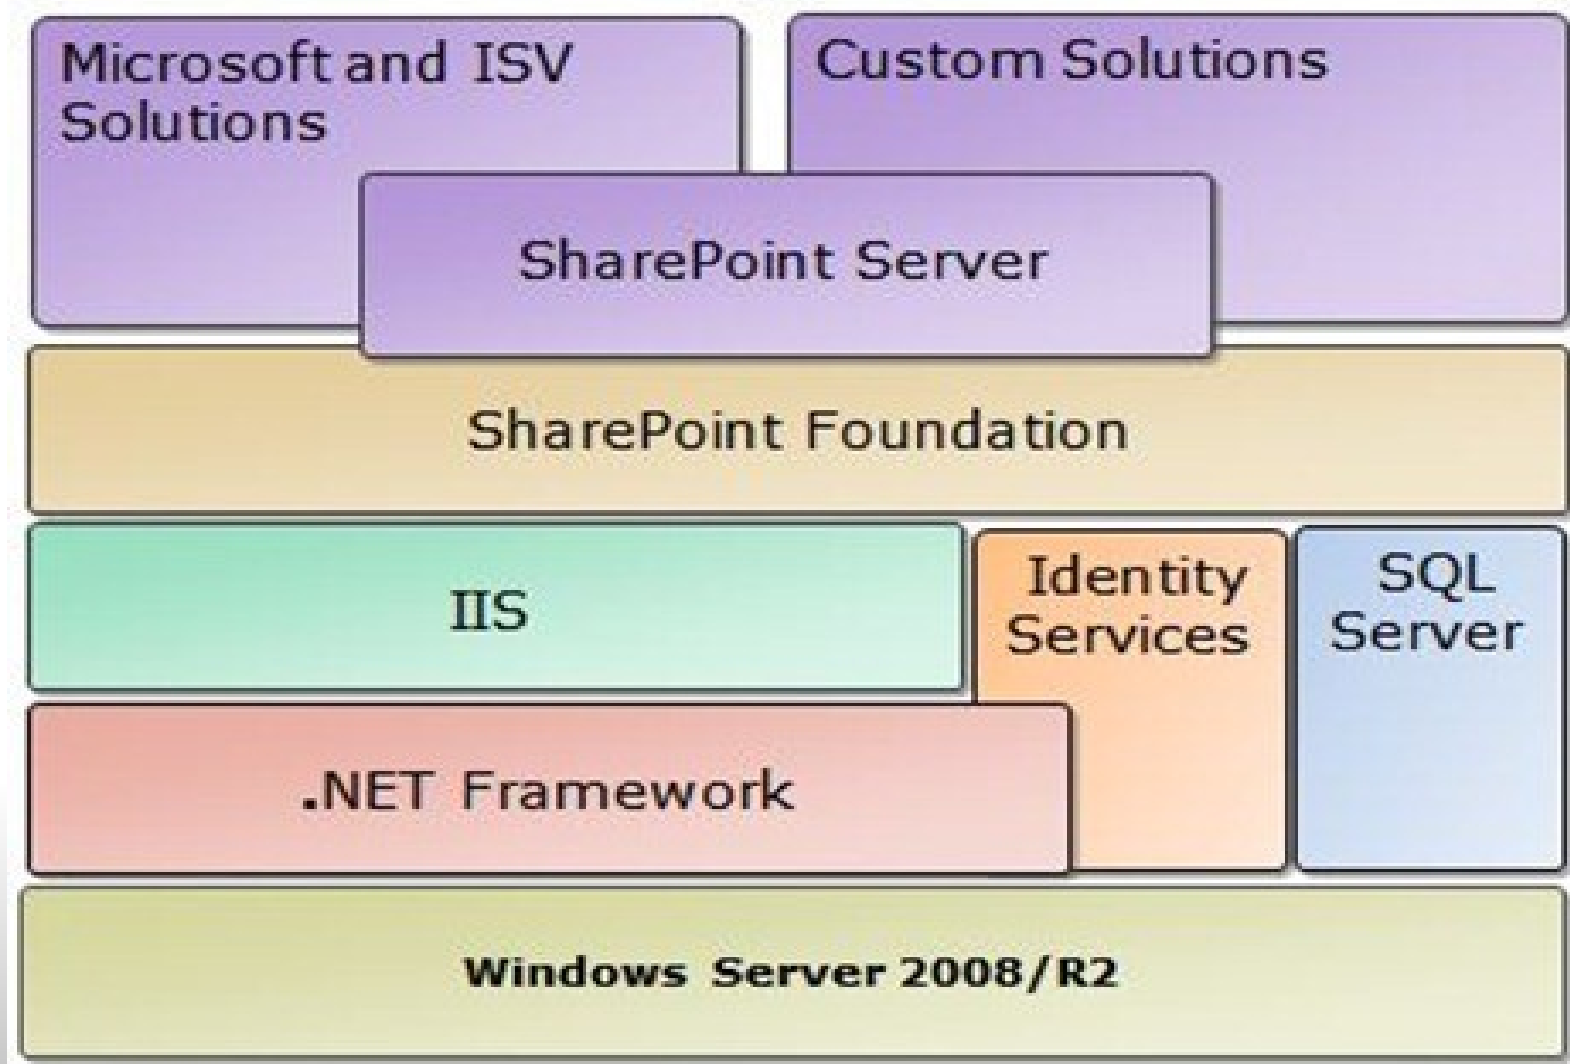 Microsoft and ISV
Solutions
Custom Solutions
SharePoint Server
SharePoint Foundation
IIS
Identity
Services
SQL
Server
.NET Framework
Windows Server 2008/R2